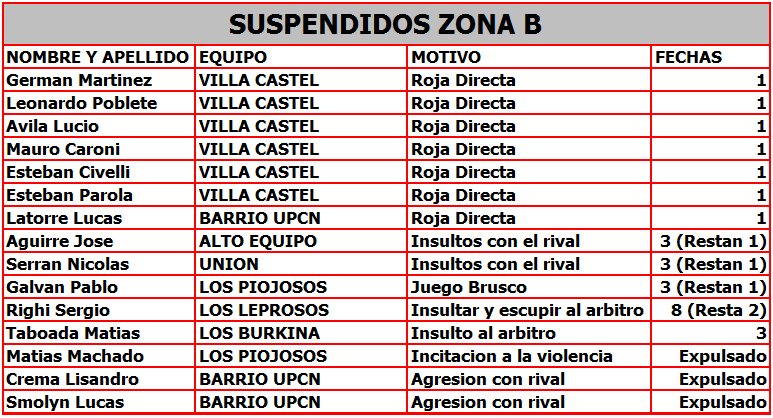 SUSPENDIDOS ZONA B
NOMBRE Y APELLIDO EQUIPO MOTIVO FECHAS
German Martinez VILLA CASTEL Roja Directa 1
Leonardo Poblete VILLA CASTEL Roja Directa 1
Avila Lucio VILLA CASTEL Roja Directa 1
Mauro Caroni VILLA CASTEL Roja Directa 1
Esteban Civelli VILLA CASTEL Roja Directa 1
Esteban Parola VILLA CASTEL Roja Directa 1
Latorre Lucas BARRIO UPCN Roja Directa 1
Aguirre Jose ALTO EQUIPO Insultos con el rival 3 (Restan 1)
Serran Nicolas UNION Insultos con el rival 3 (Restan 1)
Galvan Pablo LOS PIOJOSOS Juego Brusco 3 (Restan 1)
Righi Sergio LOS LEPROSOS Insultar y escupir al arbitro 8 (Resta 2)
Taboada Matias LOS BURKINA Insulto al arbitro 3
Matias Machado LOS PIOJOSOS Incitacion a la violencia Expulsado
Crema Lisandro BARRIO UPCN Agresion con rival Expulsado
Smolyn Lucas BARRIO UPCN Agresion con rival Expulsado